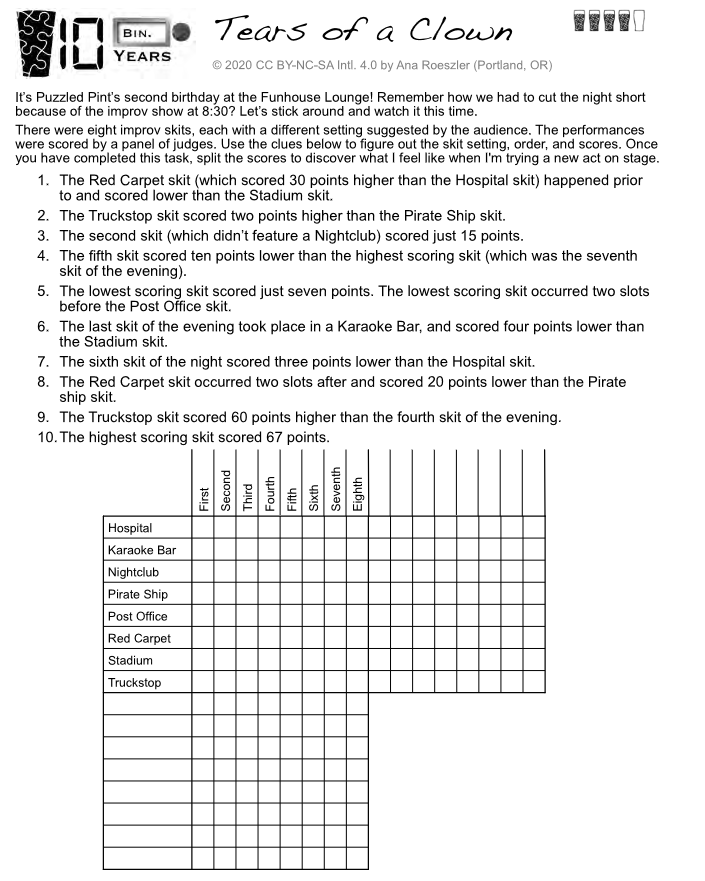 10 BIN.
YEARS
Tears of a Clown
© 2020 CC BY-NC-SA Intl. 4.0 by Ana Roeszler (Portland, OR)
It's Puzzled Pint's second birthday at the Funhouse Lounge! Remember how we had to cut the night short
because of the improv show at 8:30? Let's stick around and watch it this time.
There were eight improv skits, each with a different setting suggested by the audience. The performances
were scored by a panel of judges. Use the clues below to figure out the skit setting, order, and scores. Once
you have completed this task, split the scores to discover what I feel like when I'm trying a new act on stage.
1. The Red Carpet skit (which scored 30 points higher than the Hospital skit) happened prior
to and scored lower than the Stadium skit.
2. The Truckstop skit scored two points higher than the Pirate Ship skit.
3. The second skit (which didn't feature a Nightclub) scored just 15 points.
4. The fifth skit scored ten points lower than the highest scoring skit (which was the seventh
skit of the evening).
5. The lowest scoring skit scored just seven points. The lowest scoring skit occurred two slots
before the Post Office skit.
6. The last skit of the evening took place in a Karaoke Bar, and scored four points lower than
the Stadium skit.
7. The sixth skit of the night scored three points lower than the Hospital skit.
8. The Red Carpet skit occurred two slots after and scored 20 points lower than the Pirate
ship skit.
9. The Truckstop skit scored 60 points higher than the fourth skit of the evening.
10. The highest scoring skit scored 67 points.
First
Second
Third
Fourth
Fifth
Sixth
Seventh
Eighth
Hospital
Karaoke Bar
Nightclub
Pirate Ship
Post Office
Red Carpet
Stadium
Truckstop